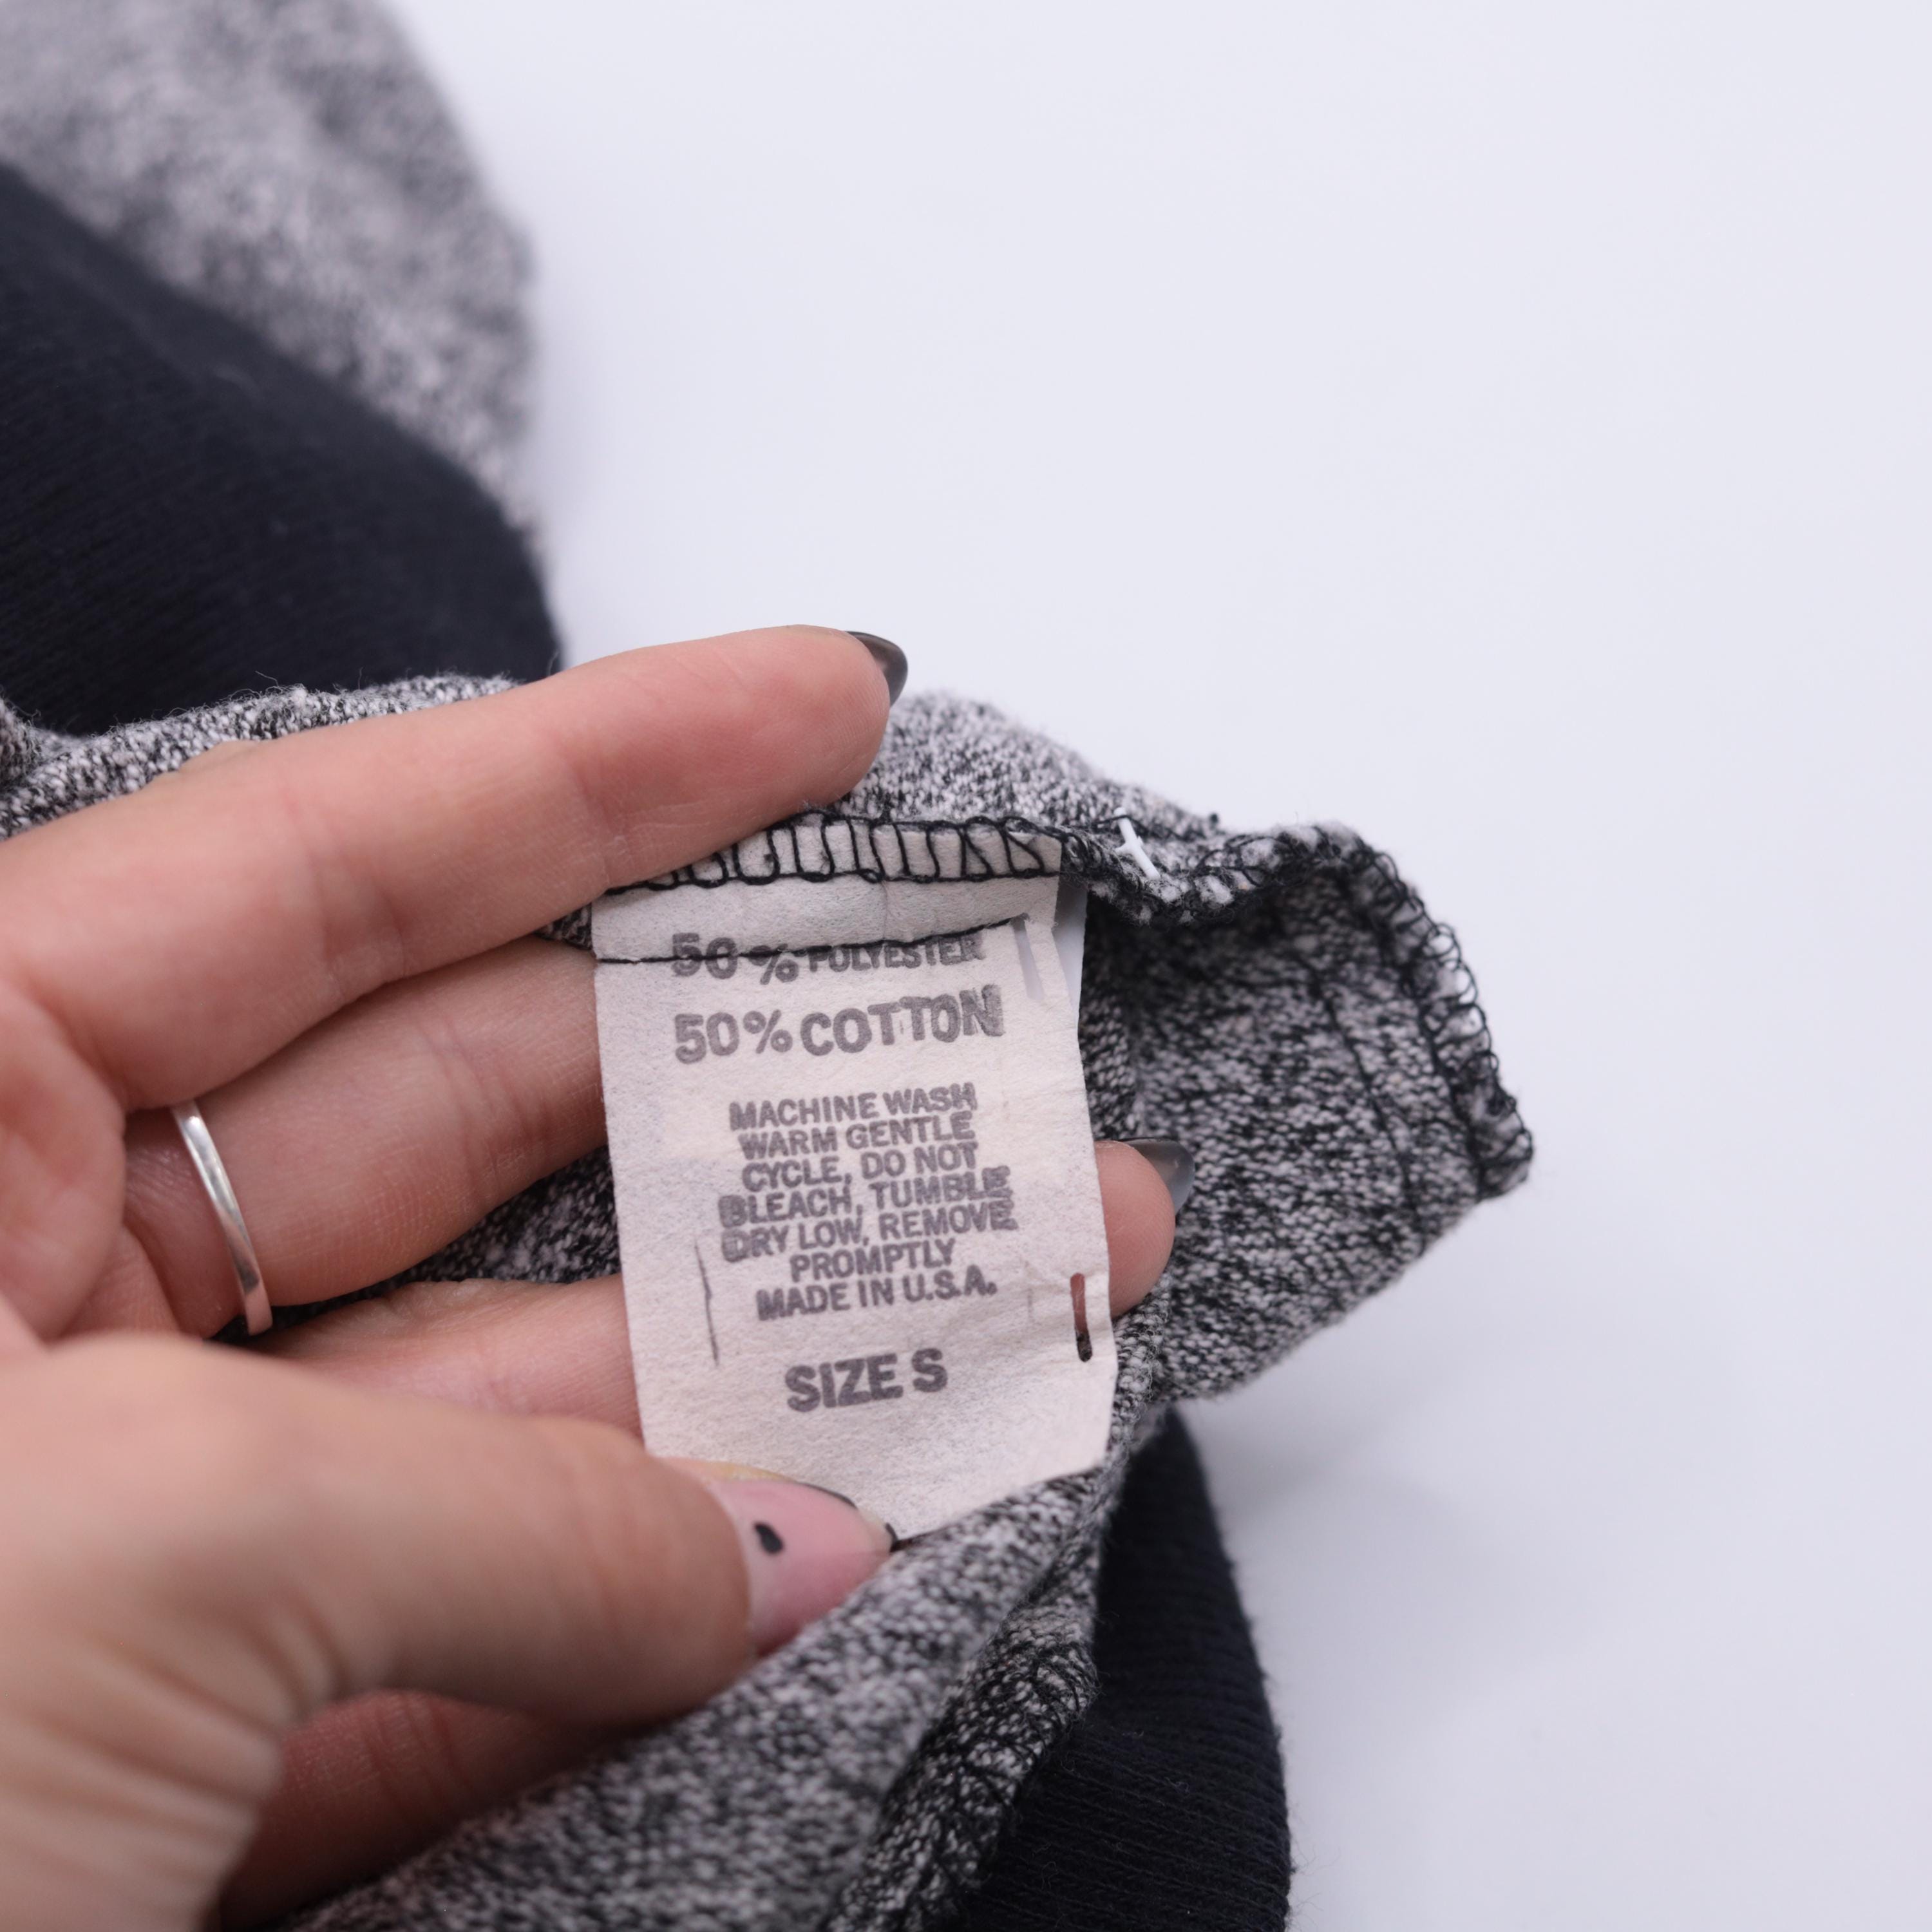 50% POLYESTER
50% COTTON
MACHINE WASH
WARM GENTLE
CYCLE, DO NOT
BLEACH, TUMBLE
DRY LOW, REMOVE
PROMPTLY
MADE IN U.S.A.
SIZE S